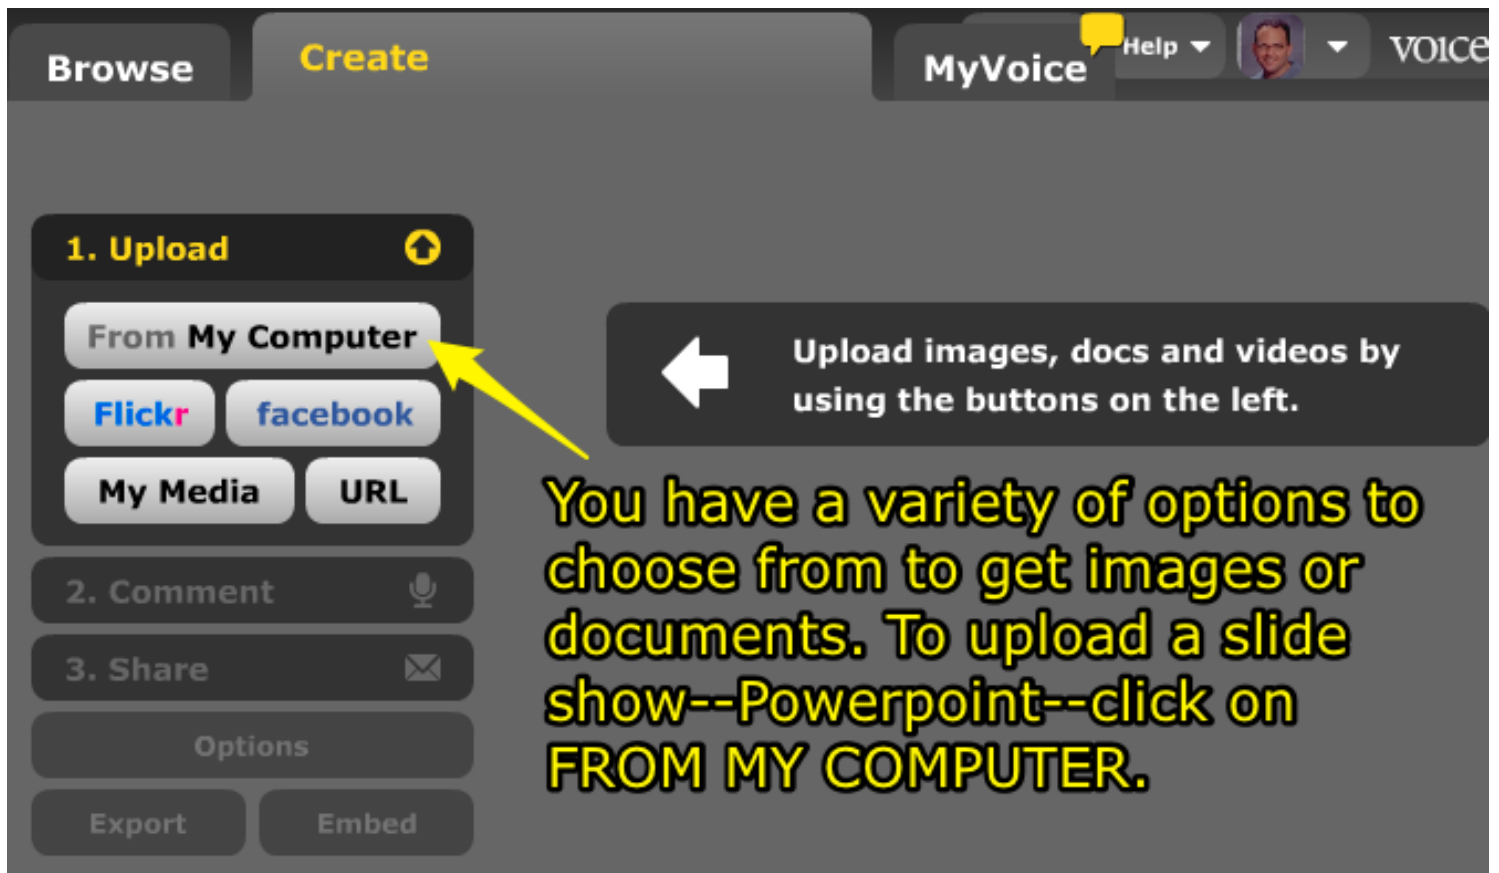 Browse
Create
MyVoice
Help
voice
1. Upload
From My Computer
Flickr
facebook
My Media
URL
2. Comment
3. Share
Options
Export
Embed
Upload images, docs and videos by
using the buttons on the left.
You have a variety of options to
choose from to get images or
documents. To upload a slide
show--Powerpoint--click on
FROM MY COMPUTER.